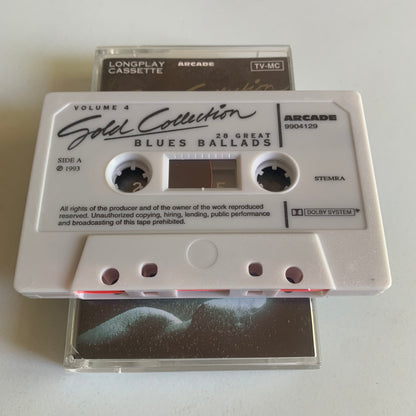 LONGPLAY ARCADE TV-MC
CASSETTE
VOLUME 4
Gold Collection
28 GREAT
BLUES BALLADS
ARCADE
9904129
SIDE A
℗ 1993
STEMRA
All rights of the producer and of the owner of the work reproduced
reserved. Unauthorized copying, hiring, lending, public performance
and broadcasting of this tape prohibited.
DOLBY SYSTEM